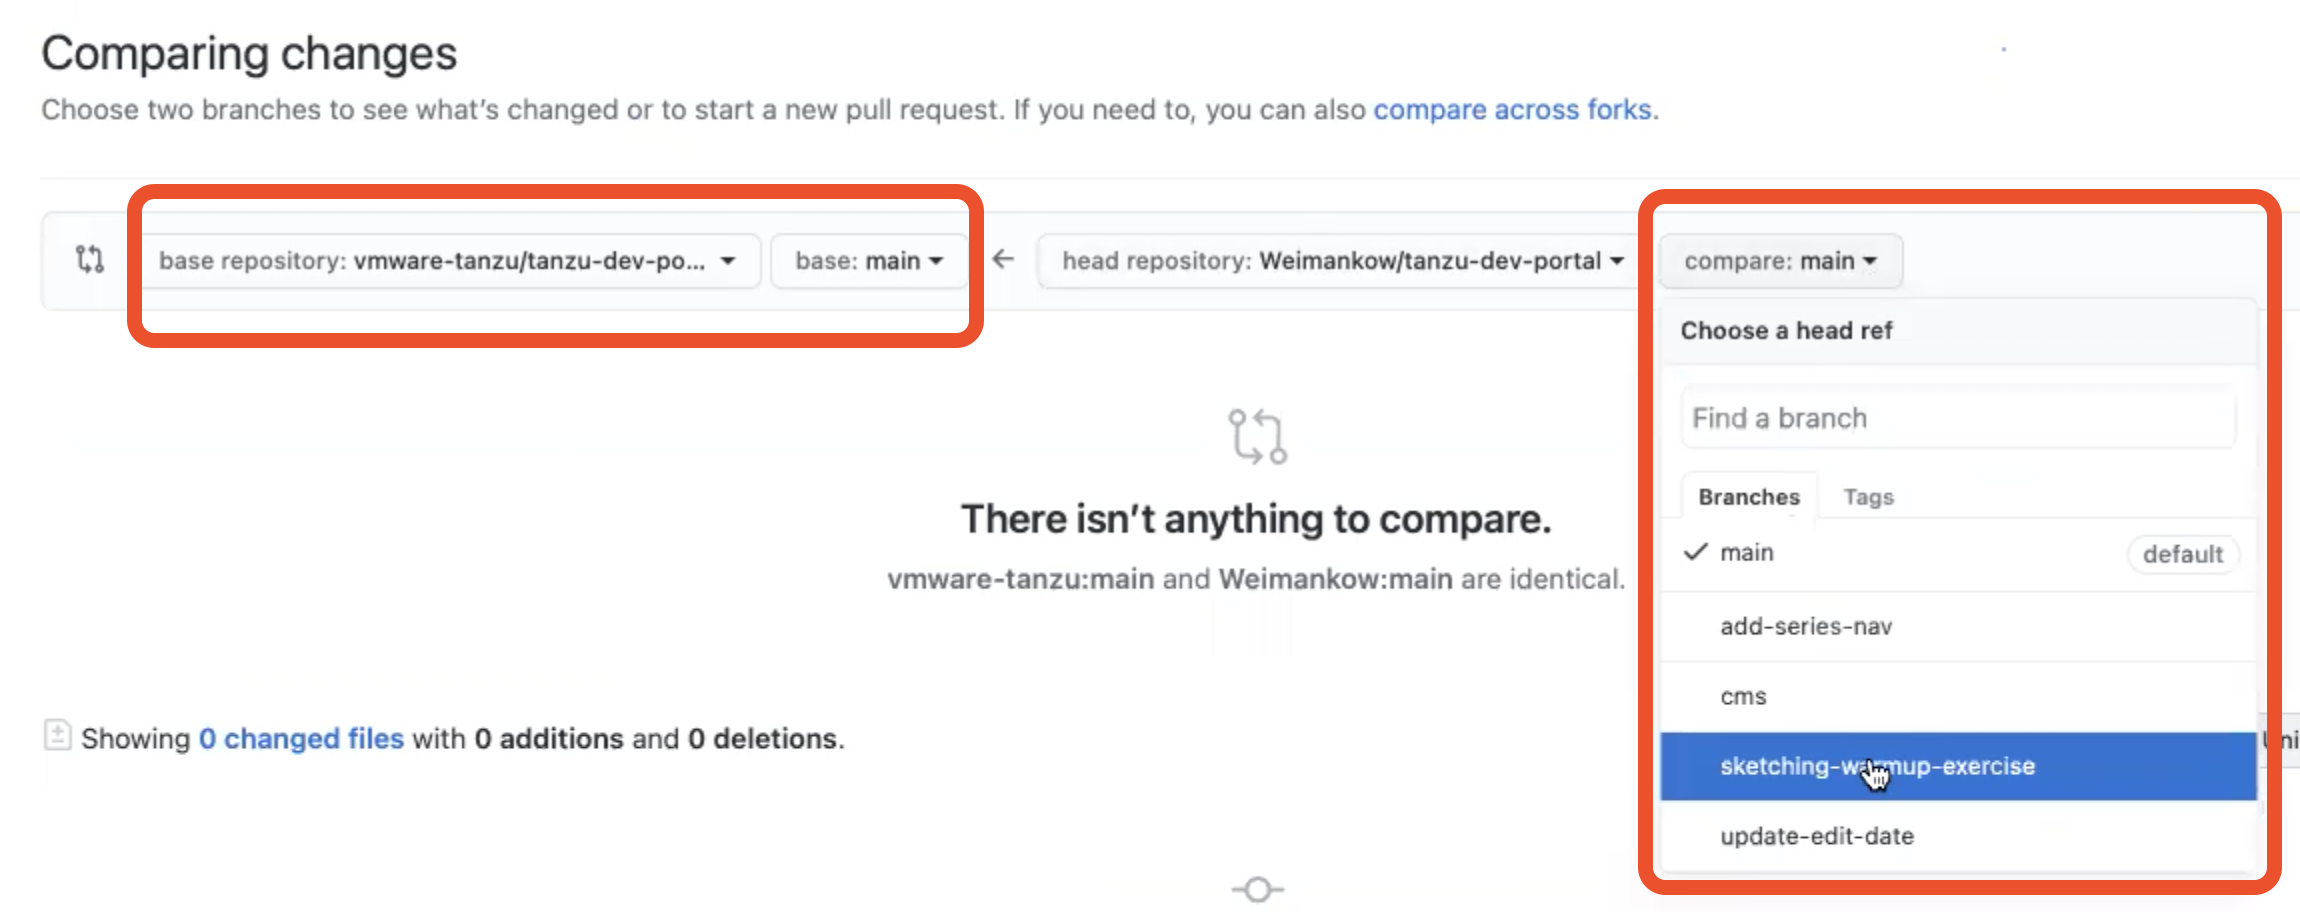 Comparing changes
Choose two branches to see what's changed or to start a new pull request. If you need to, you can also compare across forks.
base repository: vmware-tanzu/tanzu-dev-po... base: main head repository: Weimankow/tanzu-dev-portal compare: main
Choose a head ref
Find a branch
Branches Tags
main default
add-series-nav
cms
sketching-warmup-exercise
update-edit-date
There isn't anything to compare.
vmware-tanzu:main and Weimankow:main are identical.
Showing 0 changed files with 0 additions and 0 deletions.